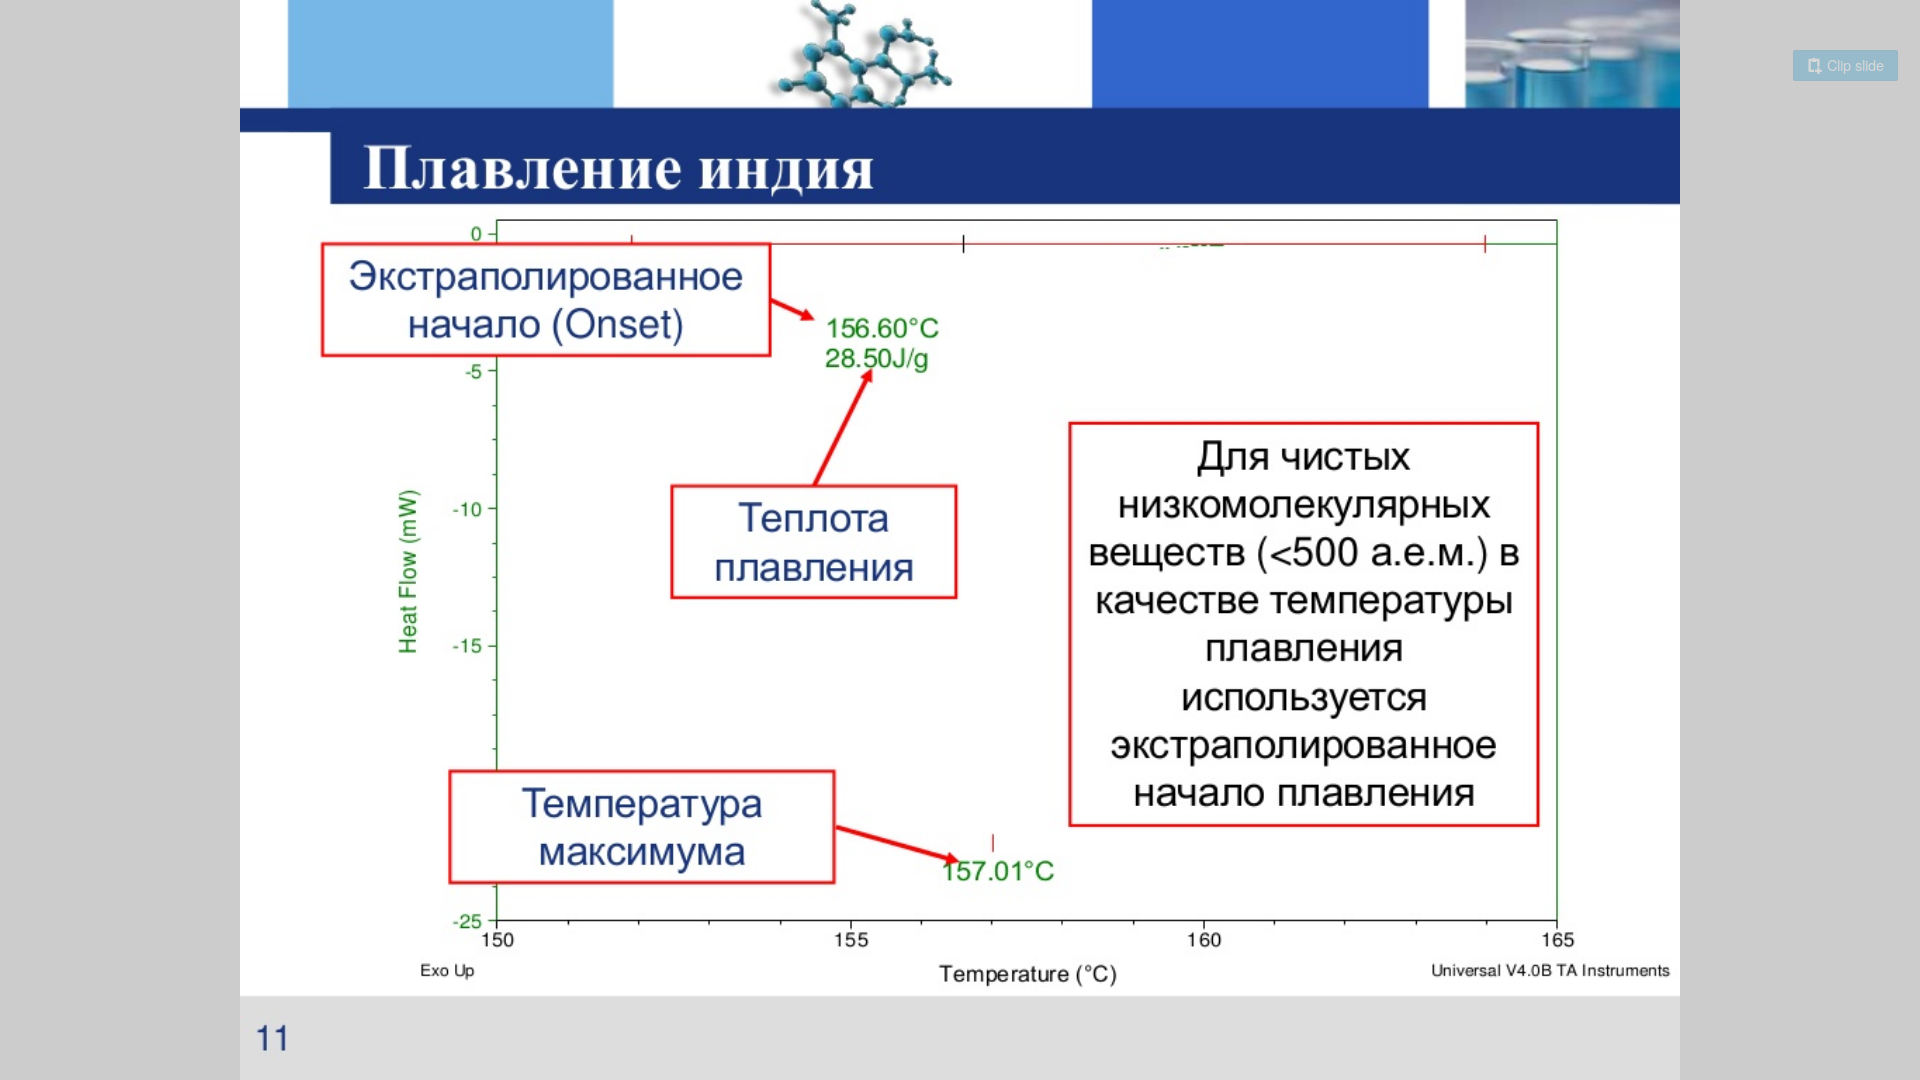 Clip slide
Плавление индия
0
Экстраполированное
начало (Onset)
156.60°C
28.50J/g
-5
Для чистых
низкомолекулярных
веществ (<500 а.е.м.) в
качестве температуры
плавления
используется
экстраполированное
начало плавления
Теплота
плавления
-10
Heat Flow (mW)
-15
Температура
максимума
157.01°C
-25
150
155
160
165
Exo Up
Temperature (°C)
Universal V4.0B TA Instruments
11